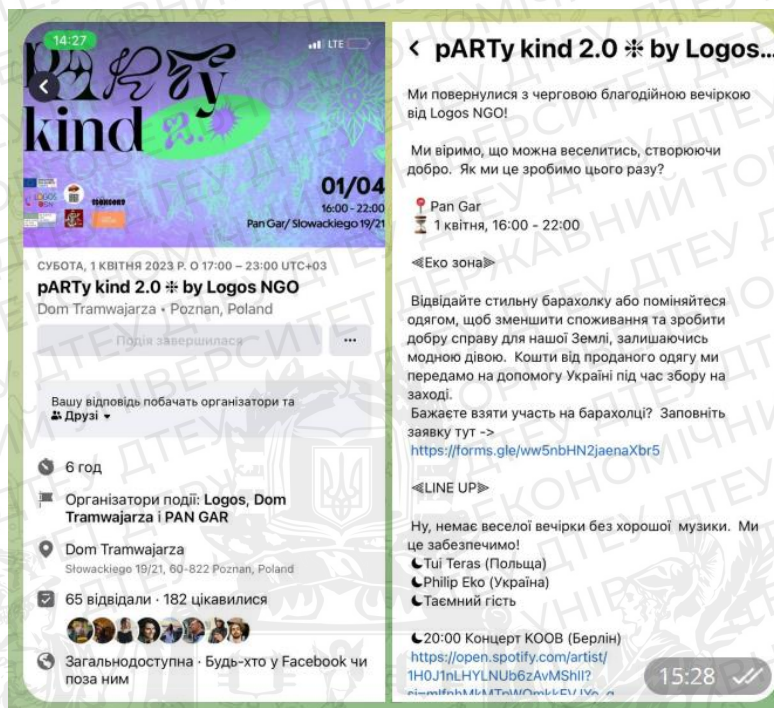 14:27
LTE
pARTy
kind 2.0
LOGOS
SPONSORS
01/04
16:00 - 22:00
Pan Gar/ Słowackiego 19/21
СУБОТА, 1 КВІТНЯ 2023 Р. О 17:00 – 23:00 UTC+03
pARTy kind 2.0 ⁜ by Logos NGO
Dom Tramwajarza • Poznan, Poland
Подія завершилася
...
Вашу відповідь побачать організатори та
Друзі
6 год
Організатори події: Logos, Dom
Tramwajarza і PAN GAR
Dom Tramwajarza
Słowackiego 19/21, 60-822 Poznan, Poland
65 відвідали · 182 цікавилися
Загальнодоступна · Будь-хто у Facebook чи
поза ним
pARTy kind 2.0 ⁜ by Logos...
Ми повернулися з черговою благодійною вечіркою
від Logos NGO!
Ми віримо, що можна веселитись, створюючи
добро. Як ми це зробимо цього разу?
📍 Pan Gar
⏳ 1 квітня, 16:00 - 22:00
⫷Еко зона⫸
Відвідайте стильну барахолку або поміняйтеся
одягом, щоб зменшити споживання та зробити
добру справу для нашої Землі, залишаючись
модною дівою. Кошти від проданого одягу ми
передамо на допомогу Україні під час збору на
заході.
Бажаєте взяти участь на барахолці? Заповніть
заявку тут ->
https://forms.gle/ww5nbHN2jaenaXbr5
⫷LINE UP⫸
Ну, немає веселої вечірки без хорошої музики. Ми
це забезпечимо!
⏾Tui Teras (Польща)
⏾Philip Eko (Україна)
⏾Таємний гість
⏾20:00 Концерт KOOB (Берлін)
https://open.spotify.com/artist/
1H0J1nLHYLNUb6zAvMShII?
15:28